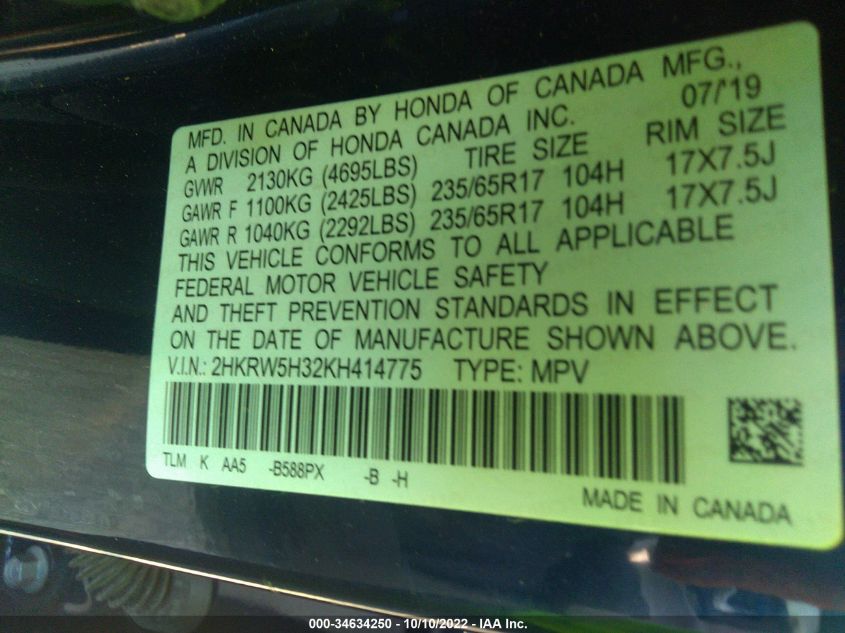 MFD. IN CANADA BY HONDA OF CANADA MFG.,
A DIVISION OF HONDA CANADA INC. 07/'19
GVWR 2130KG (4695LBS) TIRE SIZE RIM SIZE
GAWR F 1100KG (2425LBS) 235/65R17 104H 17X7.5J
GAWR R 1040KG (2292LBS) 235/65R17 104H 17X7.5J
THIS VEHICLE CONFORMS TO ALL APPLICABLE
FEDERAL MOTOR VEHICLE SAFETY
AND THEFT PREVENTION STANDARDS IN EFFECT
ON THE DATE OF MANUFACTURE SHOWN ABOVE.
V.I.N.: 2HKRW5H32KH414775 TYPE: MPV
TLM K AA5 -B588PX -B -H
MADE IN CANADA
000-34634250 - 10/10/2022 - IAA Inc.